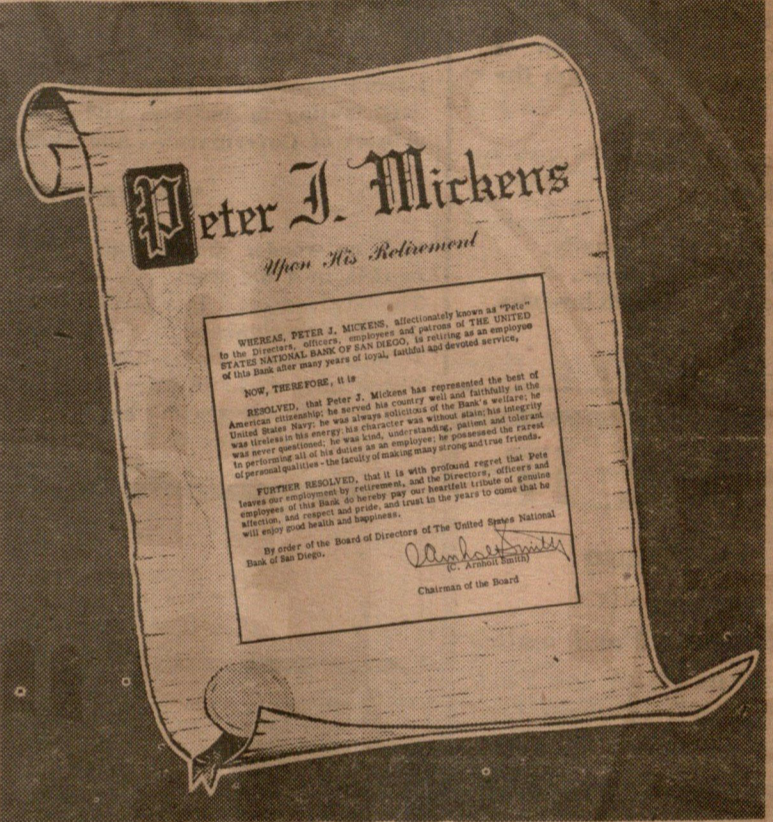 Peter J. Mickens
Upon His Retirement
WHEREAS, PETER J. MICKENS, affectionately known as "Pete"
to the Directors, officers, employees and patrons of THE UNITED
STATES NATIONAL BANK OF SAN DIEGO, is retiring as an employee
of this Bank after many years of loyal, faithful and devoted service,
NOW, THEREFORE, it is
RESOLVED, that Peter J. Mickens has represented the best of
American citizenship; he served his country well and faithfully in the
United States Navy; he was always solicitous of the Bank's welfare; he
was tireless in his energy; his character was without stain; his integrity
was never questioned; he was kind, understanding, patient and tolerant
in performing all of his duties as an employee; he possessed the rarest
of personal qualities - the faculty of making many strong and true friends.
FURTHER RESOLVED, that it is with profound regret that Pete
leaves our employment by retirement, and the Directors, officers and
employees of this Bank do hereby pay our heartfelt tribute of genuine
affection, and respect and pride, and trust in the years to come that he
will enjoy good health and happiness.
By order of the Board of Directors of The United States National
Bank of San Diego.
C Arnholt Smith
(C. Arnholt Smith)
Chairman of the Board